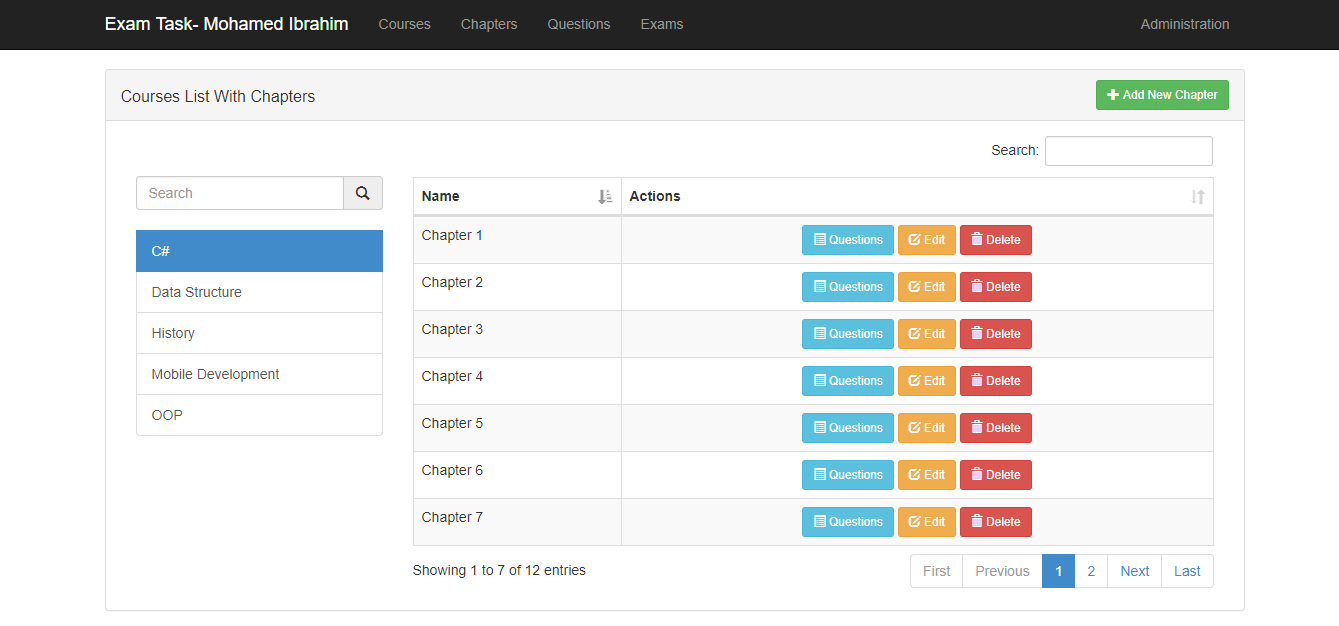 Exam Task- Mohamed Ibrahim Courses Chapters Questions Exams Administration
Courses List With Chapters Add New Chapter
Search:
Search
C#
Data Structure
History
Mobile Development
OOP
Name Actions
Chapter 1 Questions Edit Delete
Chapter 2 Questions Edit Delete
Chapter 3 Questions Edit Delete
Chapter 4 Questions Edit Delete
Chapter 5 Questions Edit Delete
Chapter 6 Questions Edit Delete
Chapter 7 Questions Edit Delete
Showing 1 to 7 of 12 entries First Previous 1 2 Next Last